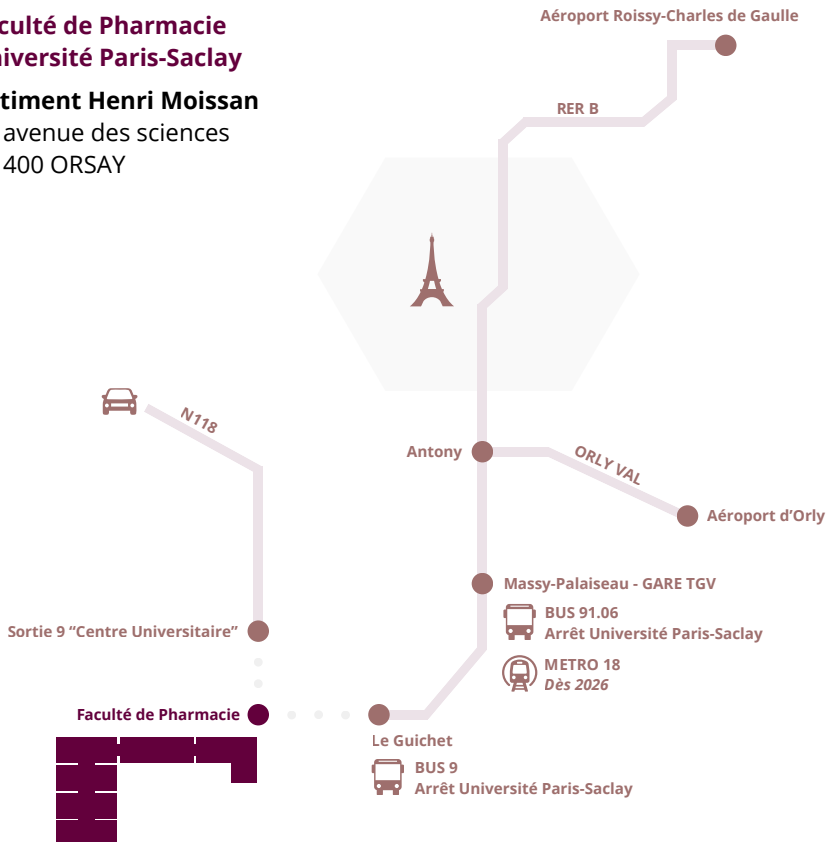 culté de Pharmacie
iversité Paris-Saclay
timent Henri Moissan
avenue des sciences
400 ORSAY
Aéroport Roissy-Charles de Gaulle
RER B
N118
Antony
ORLY VAL
Aéroport d’Orly
Massy-Palaiseau - GARE TGV
BUS 91.06
Arrêt Université Paris-Saclay
METRO 18
Dès 2026
Sortie 9 “Centre Universitaire”
Faculté de Pharmacie
Le Guichet
BUS 9
Arrêt Université Paris-Saclay